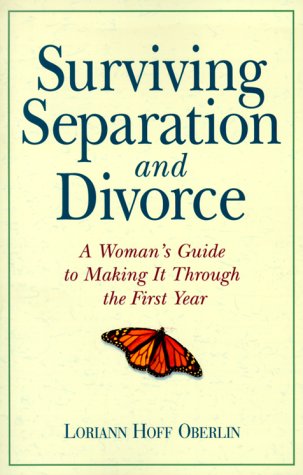 Surviving
Separation
and
Divorce
A Woman's Guide
to Making It Through
the First Year
LORIANN HOFF OBERLIN